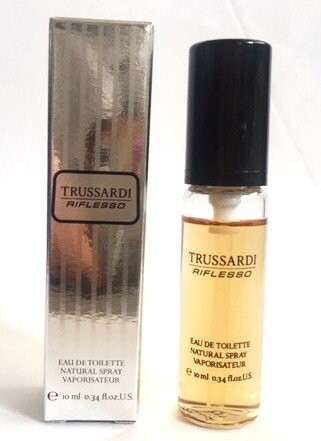 TRUSSARDI
RIFLESSO
EAU DE TOILETTE
NATURAL SPRAY
VAPORISATEUR
℮ 10 ml 0.34 fl.oz.U.S.
TRUSSARDI
RIFLESSO
EAU DE TOILETTE
NATURAL SPRAY
VAPORISATEUR
℮ 10 ml 0.34 fl.oz.U.S.